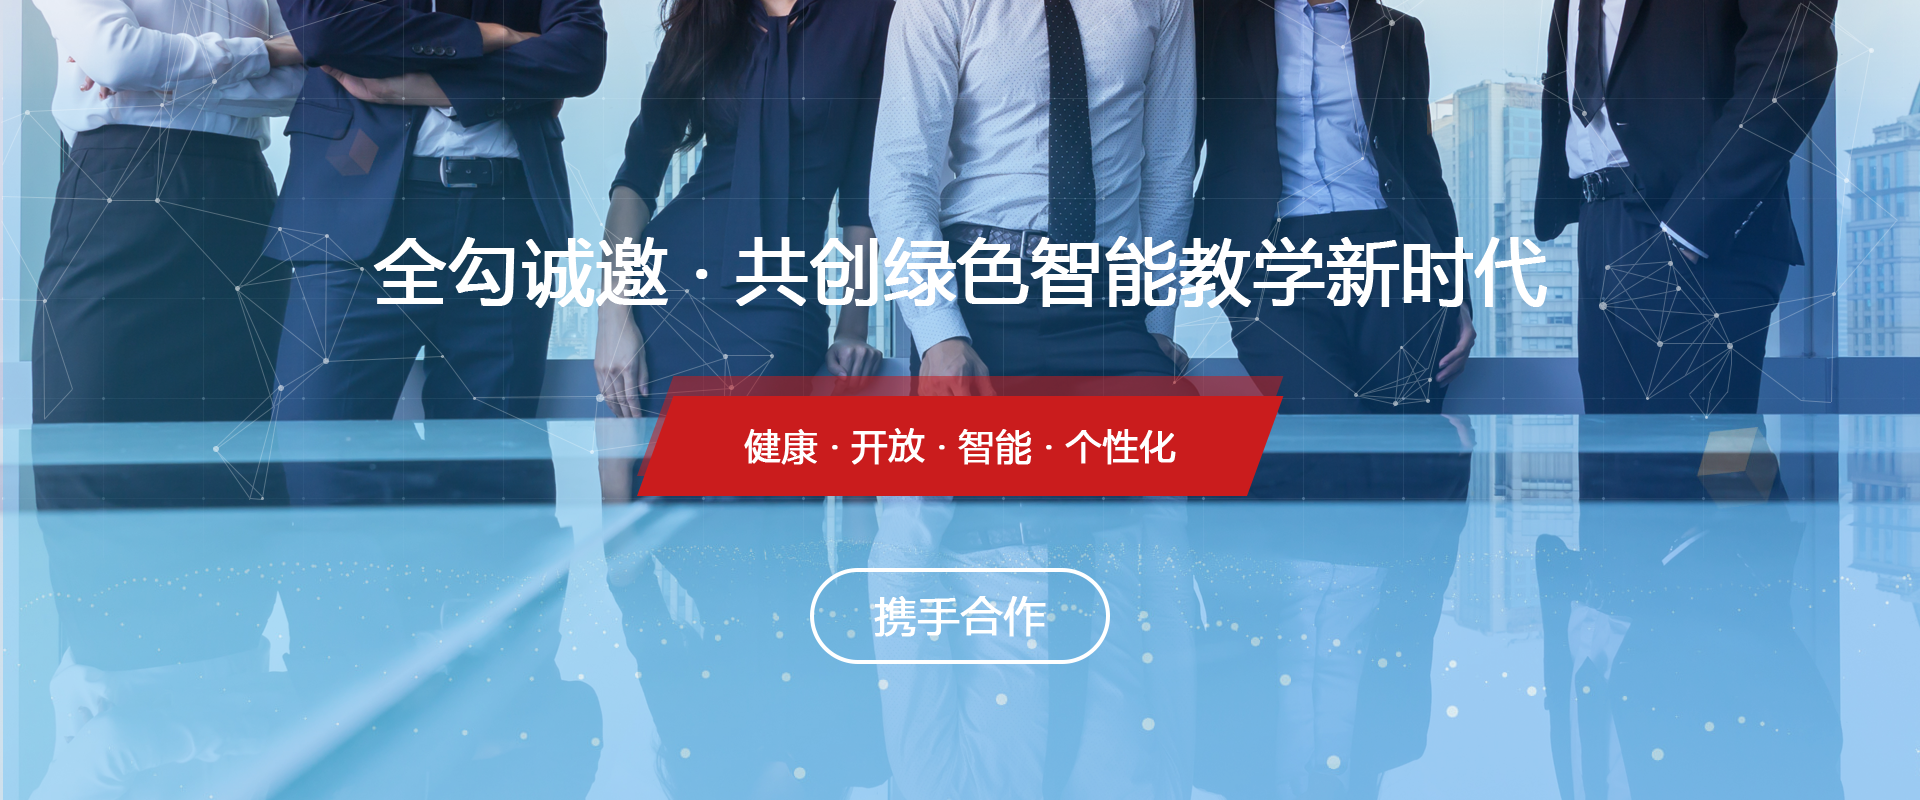 全勾诚邀 · 共创绿色智能教学新时代
健康 · 开放 · 智能 · 个性化
携手合作